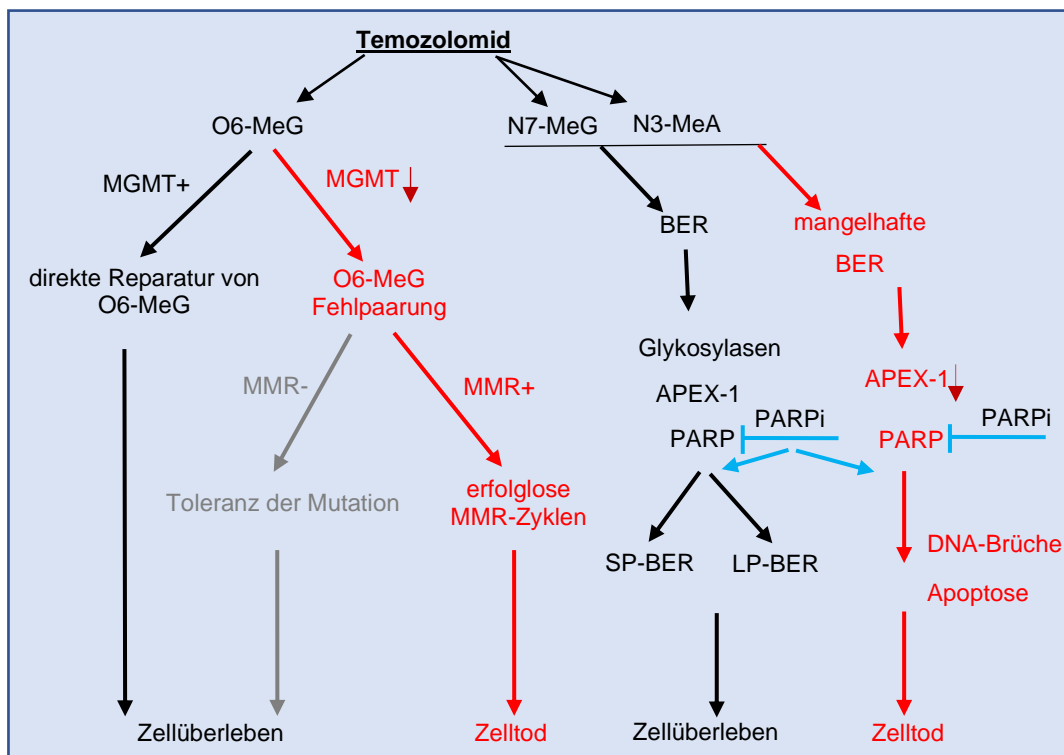 Temozolomid
O6-MeG
N7-MeG
N3-MeA
MGMT+
MGMT
BER
mangelhafte
BER
direkte Reparatur von
O6-MeG
O6-MeG
Fehlpaarung
Glykosylasen
APEX-1
APEX-1
MMR-
MMR+
PARP
PARPi
PARP
PARPi
Toleranz der Mutation
erfolglose
MMR-Zyklen
SP-BER
LP-BER
DNA-Brüche
Apoptose
Zellüberleben
Zelltod
Zellüberleben
Zelltod